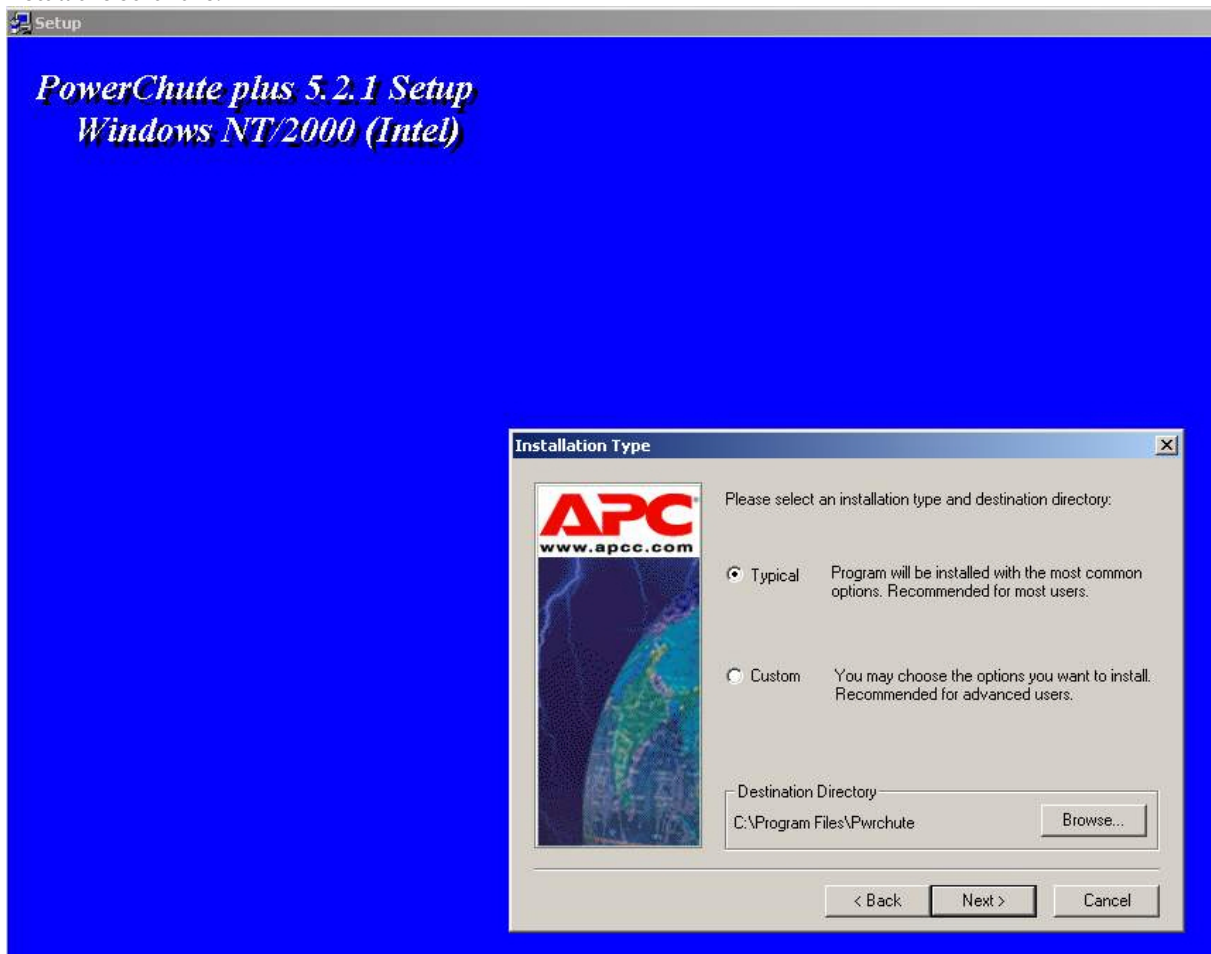 Setup
PowerChute plus 5.2.1 Setup
Windows NT/2000 (Intel)
Installation Type
APC
www.apcc.com
Please select an installation type and destination directory:
Typical
Program will be installed with the most common
options. Recommended for most users.
Custom
You may choose the options you want to install.
Recommended for advanced users.
Destination Directory
C:\Program Files\Pwrchute
Browse...
< Back
Next >
Cancel